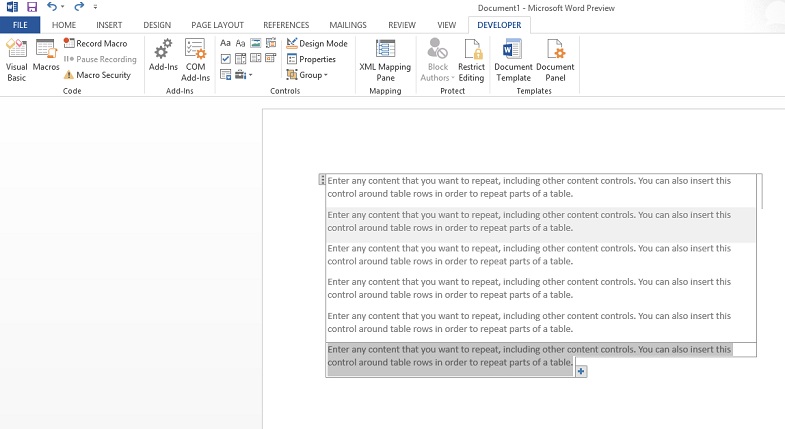 Document1 - Microsoft Word Preview
FILE HOME INSERT DESIGN PAGE LAYOUT REFERENCES MAILINGS REVIEW VIEW DEVELOPER
Visual Basic
Macros
Record Macro
Pause Recording
Macro Security
Code
Add-Ins
COM Add-Ins
Add-Ins
Aa Aa
Design Mode
Properties
Group
Controls
XML Mapping Pane
Mapping
Block Authors
Restrict Editing
Protect
Document Template
Document Panel
Templates
Enter any content that you want to repeat, including other content controls. You can also insert this
control around table rows in order to repeat parts of a table.
Enter any content that you want to repeat, including other content controls. You can also insert this
control around table rows in order to repeat parts of a table.
Enter any content that you want to repeat, including other content controls. You can also insert this
control around table rows in order to repeat parts of a table.
Enter any content that you want to repeat, including other content controls. You can also insert this
control around table rows in order to repeat parts of a table.
Enter any content that you want to repeat, including other content controls. You can also insert this
control around table rows in order to repeat parts of a table.
Enter any content that you want to repeat, including other content controls. You can also insert this
control around table rows in order to repeat parts of a table.